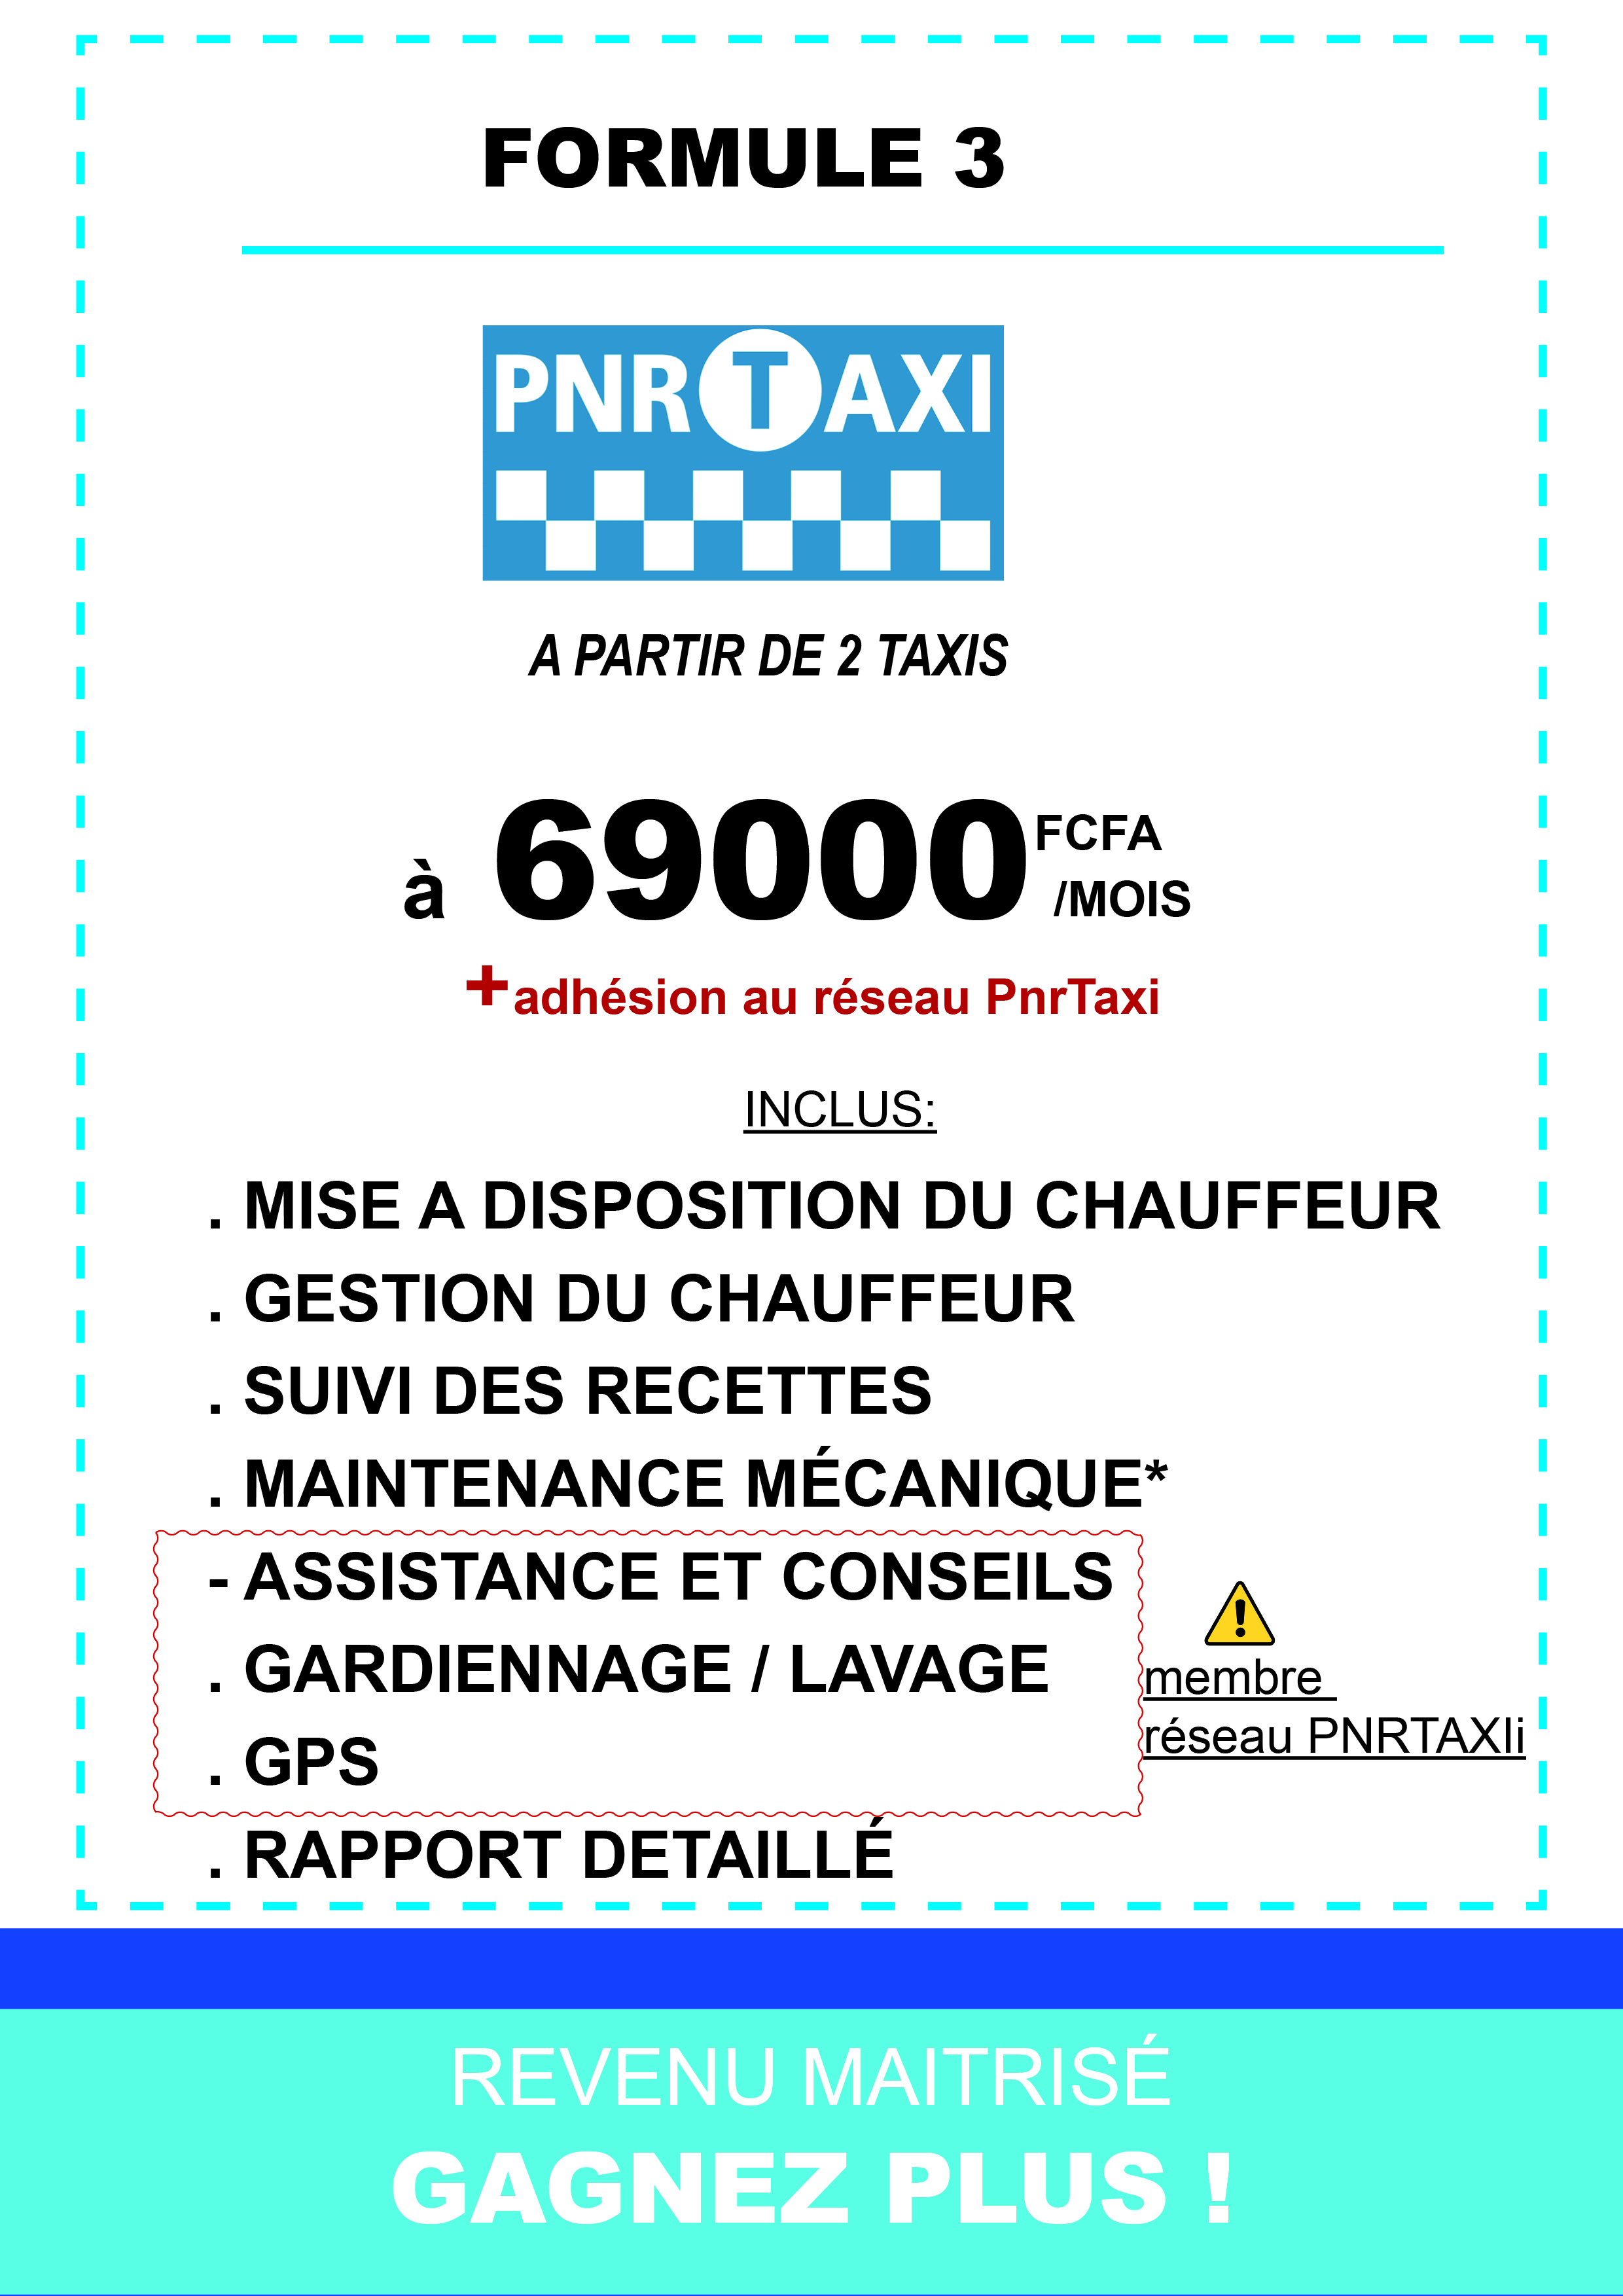 FORMULE 3
PNR TAXI
A PARTIR DE 2 TAXIS
à 69000 FCFA
/MOIS
+ adhésion au réseau PnrTaxi
INCLUS:
. MISE A DISPOSITION DU CHAUFFEUR
. GESTION DU CHAUFFEUR
. SUIVI DES RECETTES
. MAINTENANCE MÉCANIQUE*
- ASSISTANCE ET CONSEILS
. GARDIENNAGE / LAVAGE
. GPS
membre
réseau PNRTAXIi
. RAPPORT DETAILLÉ
REVENU MAITRISÉ
GAGNEZ PLUS !